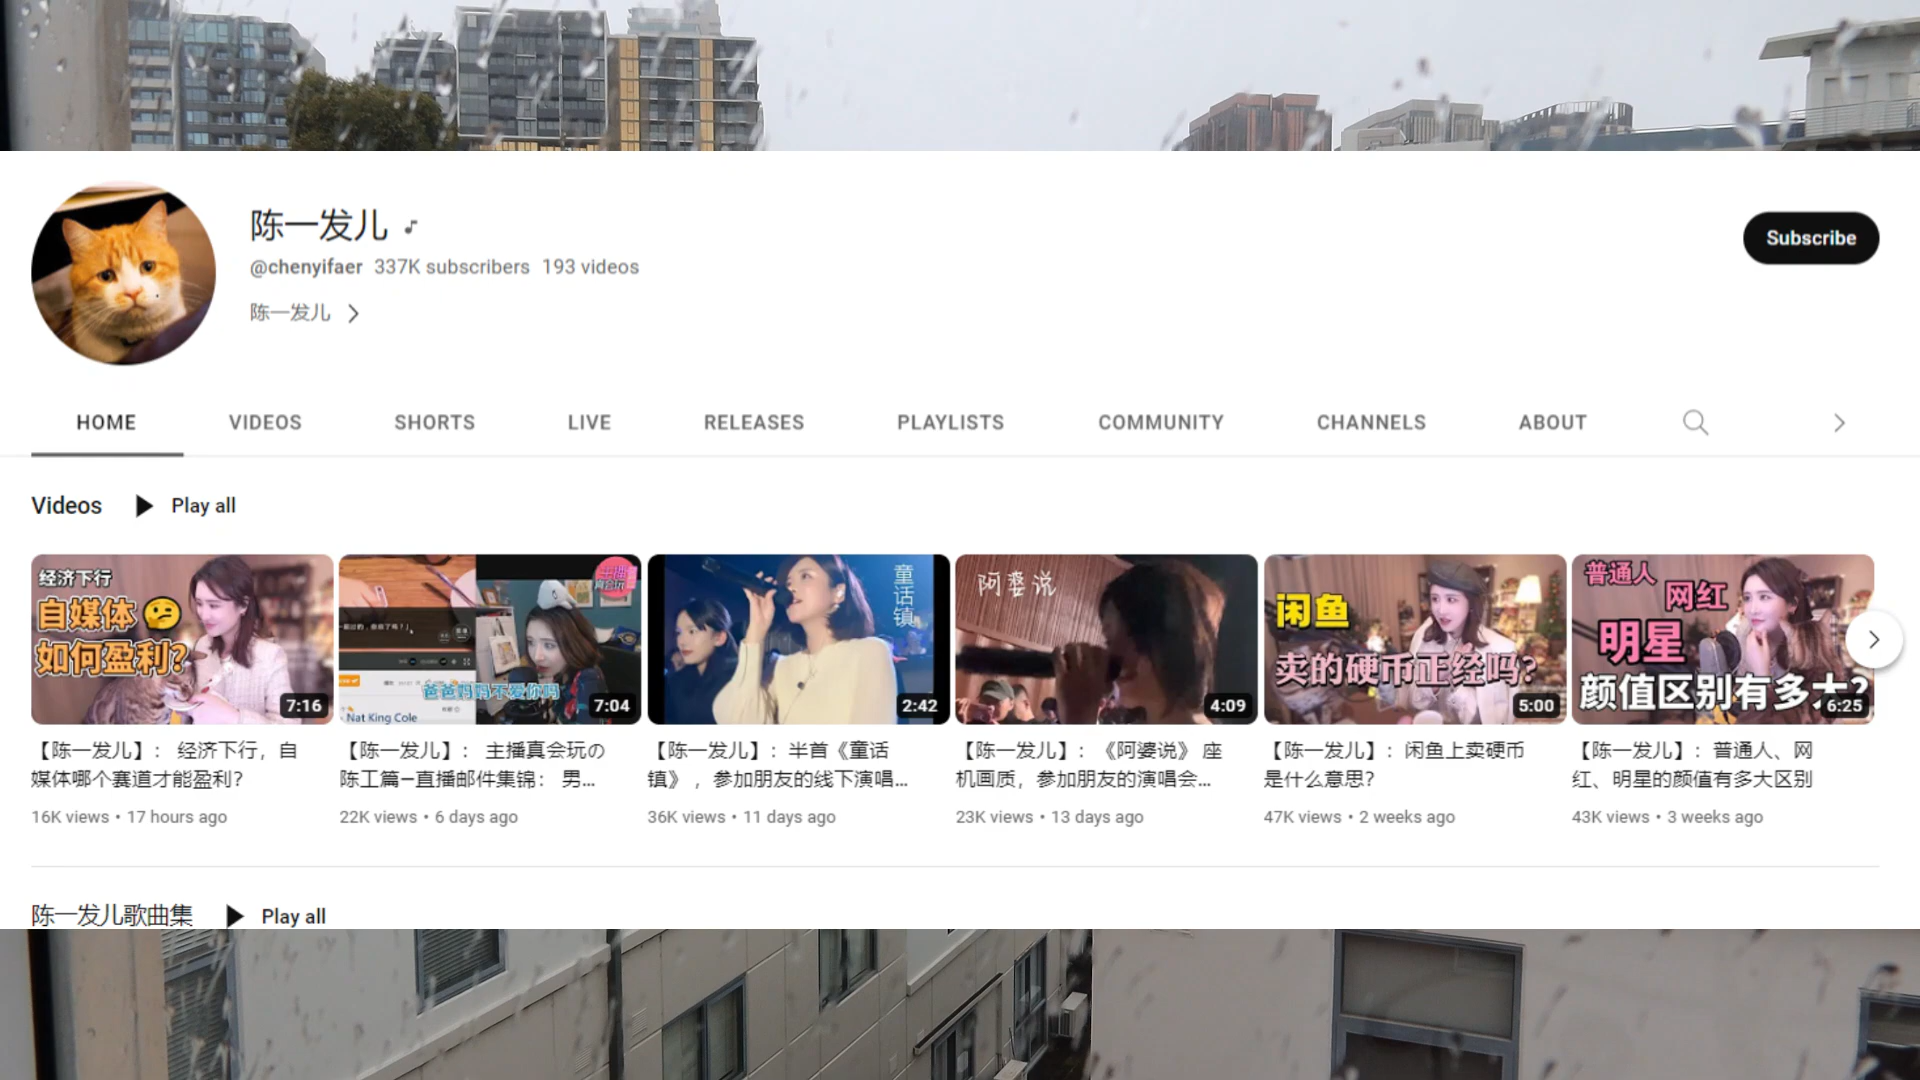 陈一发儿
@chenyifaer 337K subscribers 193 videos
陈一发儿
Subscribe
HOME VIDEOS SHORTS LIVE RELEASES PLAYLISTS COMMUNITY CHANNELS ABOUT
Videos Play all
经济下行
自媒体
如何盈利?
7:16
爸爸妈妈不爱你吗
Nat King Cole
7:04
童话镇
2:42
阿婆说
4:09
闲鱼
卖的硬币正经吗?
5:00
普通人
网红
明星
颜值区别有多大?
6:25
【陈一发儿】：经济下行，自
媒体哪个赛道才能盈利？
16K views • 17 hours ago
【陈一发儿】：主播真会玩の
陈工篇—直播邮件集锦：男...
22K views • 6 days ago
【陈一发儿】：半首《童话
镇》，参加朋友的线下演唱...
36K views • 11 days ago
【陈一发儿】：《阿婆说》座
机画质，参加朋友的演唱会...
23K views • 13 days ago
【陈一发儿】：闲鱼上卖硬币
是什么意思？
47K views • 2 weeks ago
【陈一发儿】：普通人、网
红、明星的颜值有多大区别
43K views • 3 weeks ago
陈一发儿歌曲集 Play all